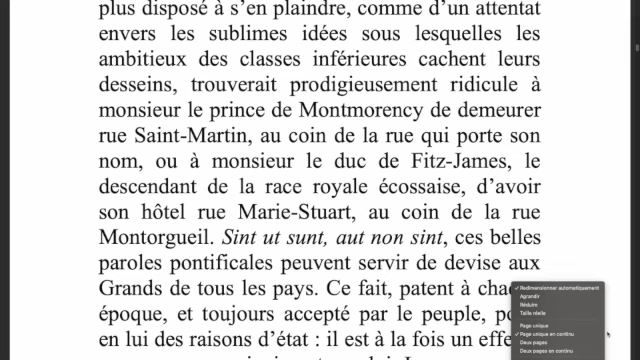 plus disposé à s’en plaindre, comme d’un attentat
envers les sublimes idées sous lesquelles les
ambitieux des classes inférieures cachent leurs
desseins, trouverait prodigieusement ridicule à
monsieur le prince de Montmorency de demeurer
rue Saint-Martin, au coin de la rue qui porte son
nom, ou à monsieur le duc de Fitz-James, le
descendant de la race royale écossaise, d’avoir
son hôtel rue Marie-Stuart, au coin de la rue
Montorgueil. Sint ut sunt, aut non sint, ces belles
paroles pontificales peuvent servir de devise aux
Grands de tous les pays. Ce fait, patent à
époque, et toujours accepté par le peuple,
en lui des raisons d’état : il est à la fois un
✓ Redimensionner automatiquement
Agrandir
Réduire
Taille réelle
Page unique
✓ Page unique en continu
Deux pages
Deux pages en continu